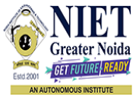 NIET
Greater Noida
GET FUTURE READY
Estd.2001
AN AUTONOMOUS INSTITUTE